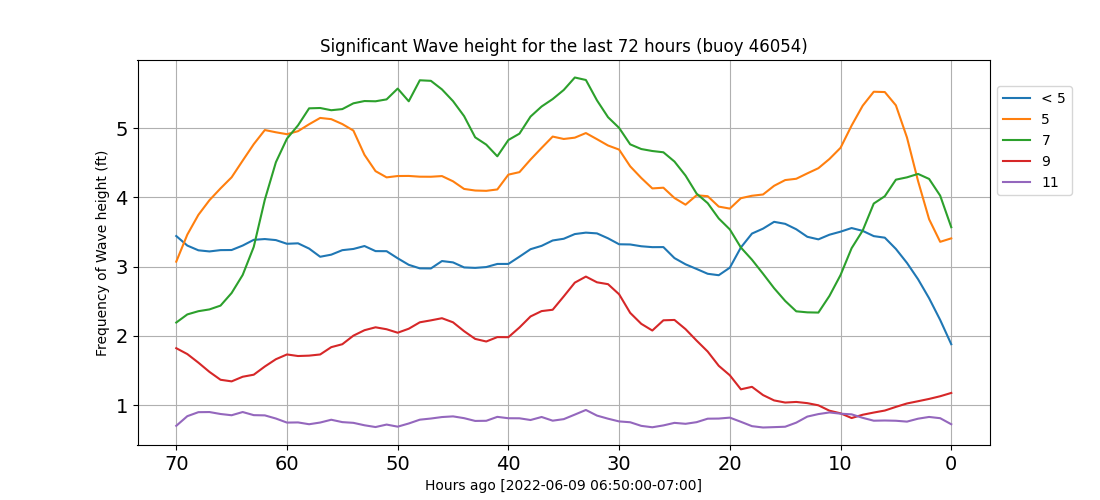 Significant Wave height for the last 72 hours (buoy 46054)
Frequency of Wave height (ft)
5
4
3
2
1
70 60 50 40 30 20 10 0
Hours ago [2022-06-09 06:50:00-07:00]
< 5
5
7
9
11